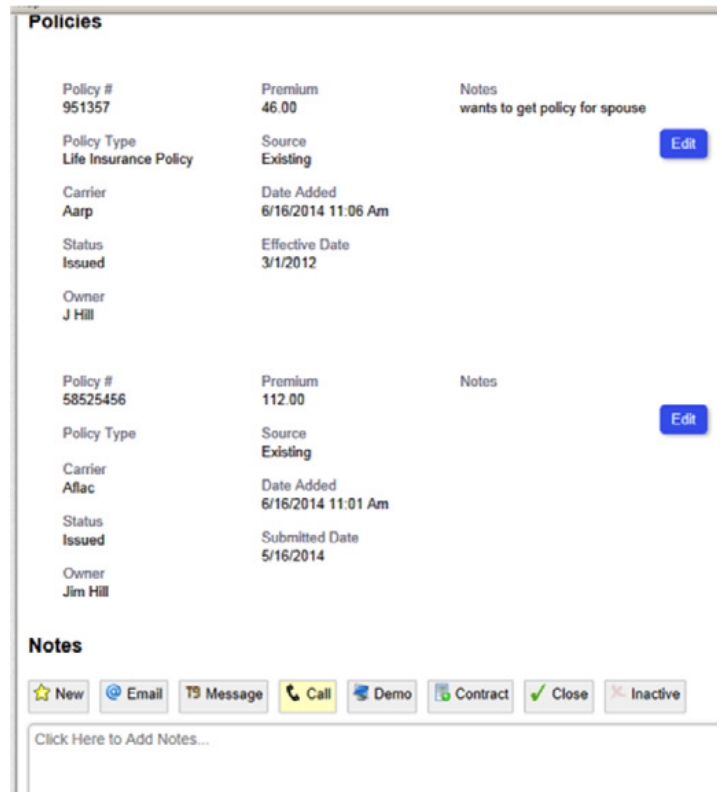 Policies
Policy # Premium Notes
951357 46.00 wants to get policy for spouse
Policy Type Source
Life Insurance Policy Existing
Edit
Carrier Date Added
Aarp 6/16/2014 11:06 Am
Status Effective Date
Issued 3/1/2012
Owner
J Hill
Policy # Premium Notes
58525456 112.00
Edit
Policy Type Source
Existing
Carrier
Aflac
Date Added
6/16/2014 11:01 Am
Status
Issued
Submitted Date
5/16/2014
Owner
Jim Hill
Notes
New Email T9 Message Call Demo Contract Close Inactive
Click Here to Add Notes...